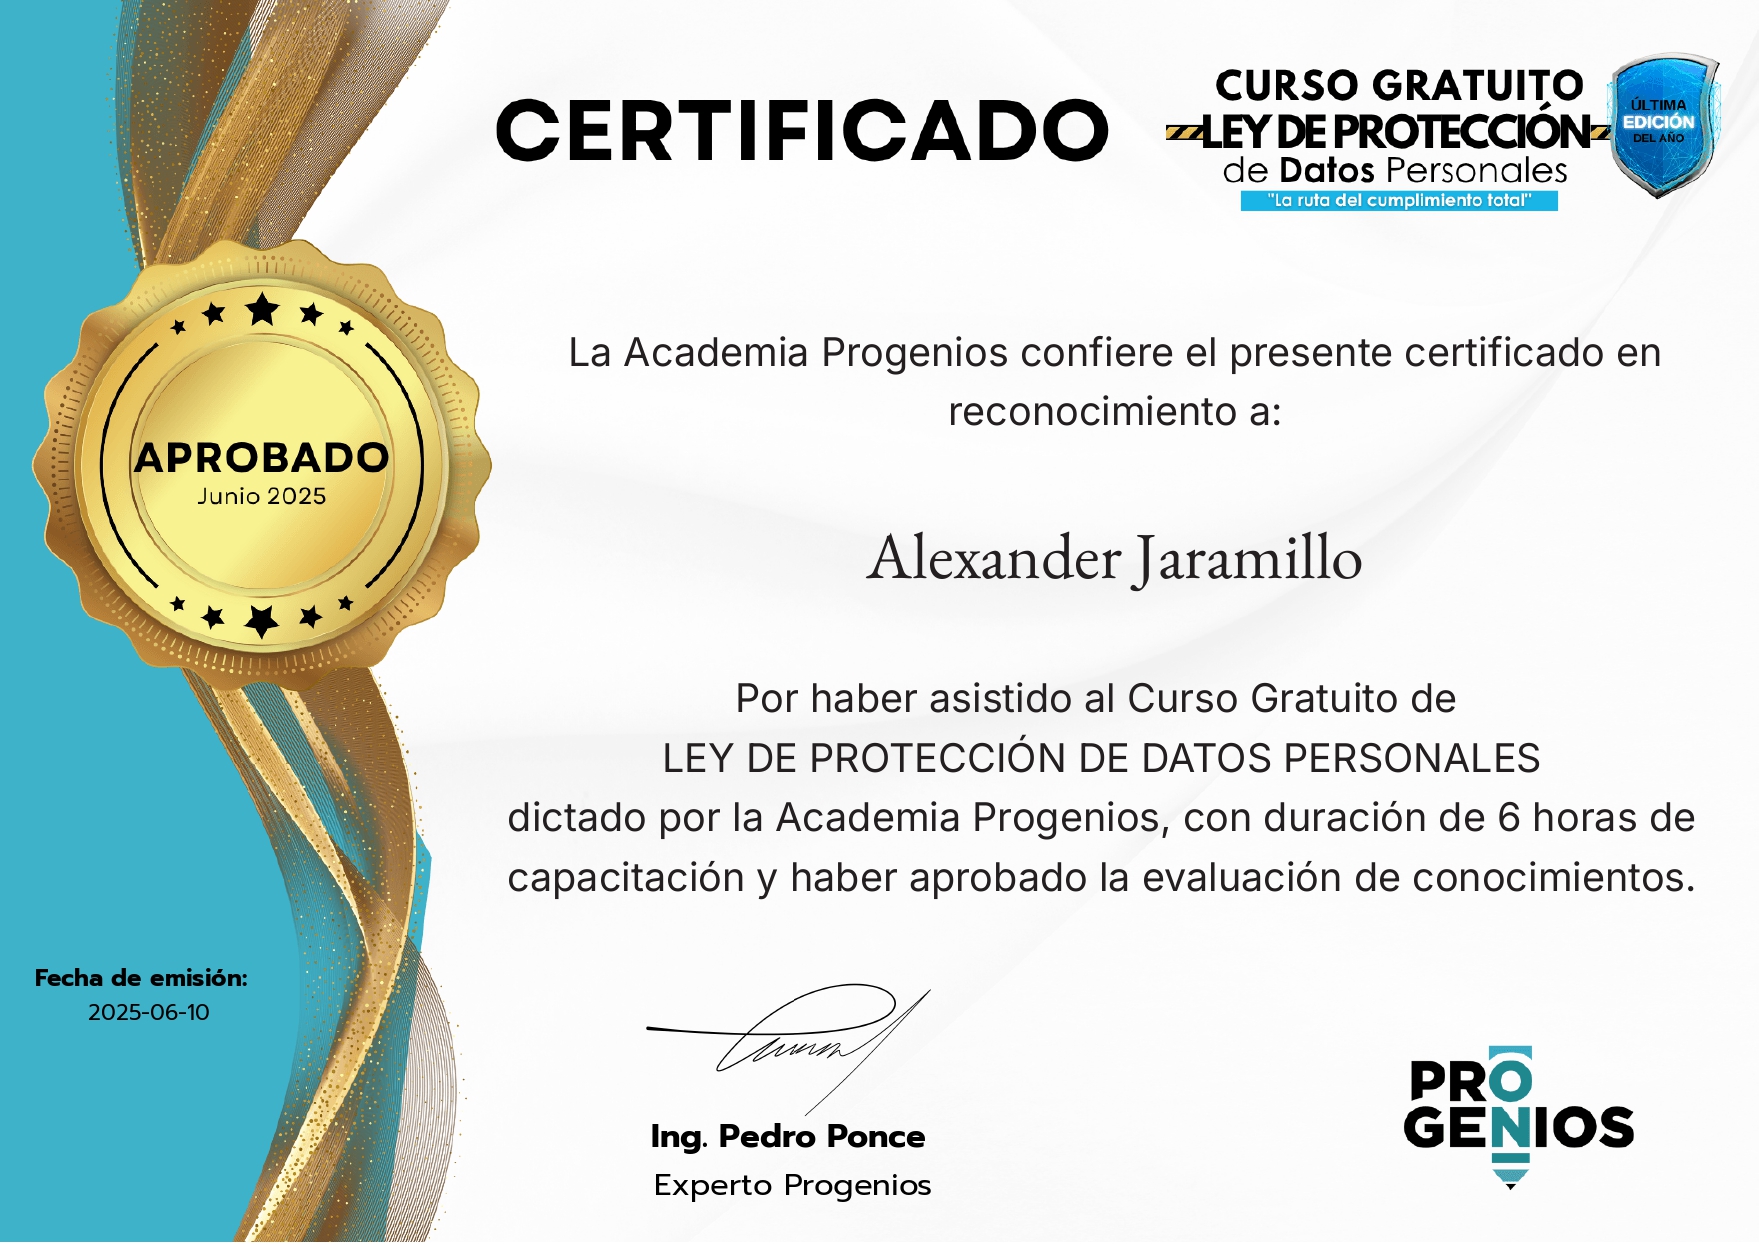 CERTIFICADO
CURSO GRATUITO
LEY DE PROTECCIÓN
de Datos Personales
"La ruta del cumplimiento total"
ÚLTIMA
EDICIÓN
DEL AÑO
La Academia Progenios confiere el presente certificado en
reconocimiento a:
APROBADO
Junio 2025
Alexander Jaramillo
Por haber asistido al Curso Gratuito de
LEY DE PROTECCIÓN DE DATOS PERSONALES
dictado por la Academia Progenios, con duración de 6 horas de
capacitación y haber aprobado la evaluación de conocimientos.
Fecha de emisión:
2025-06-10
Ing. Pedro Ponce
Experto Progenios
PRO
GENIOS